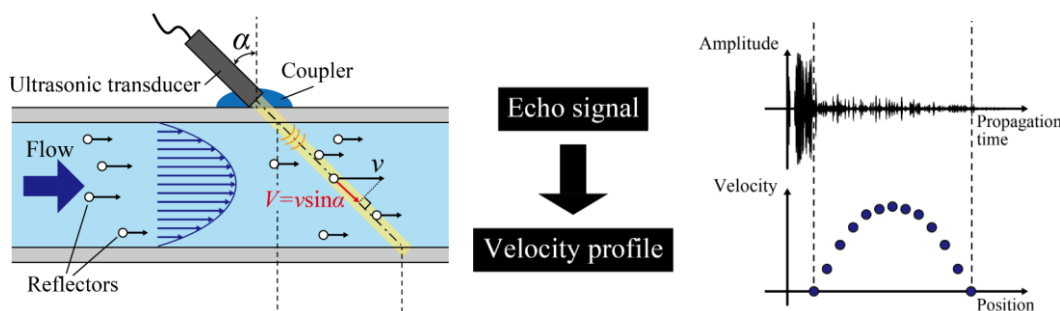 α
Ultrasonic transducer
Coupler
Flow
v
V=vsinα
Reflectors
Echo signal
Velocity profile
Amplitude
Propagation
time
Velocity
Position